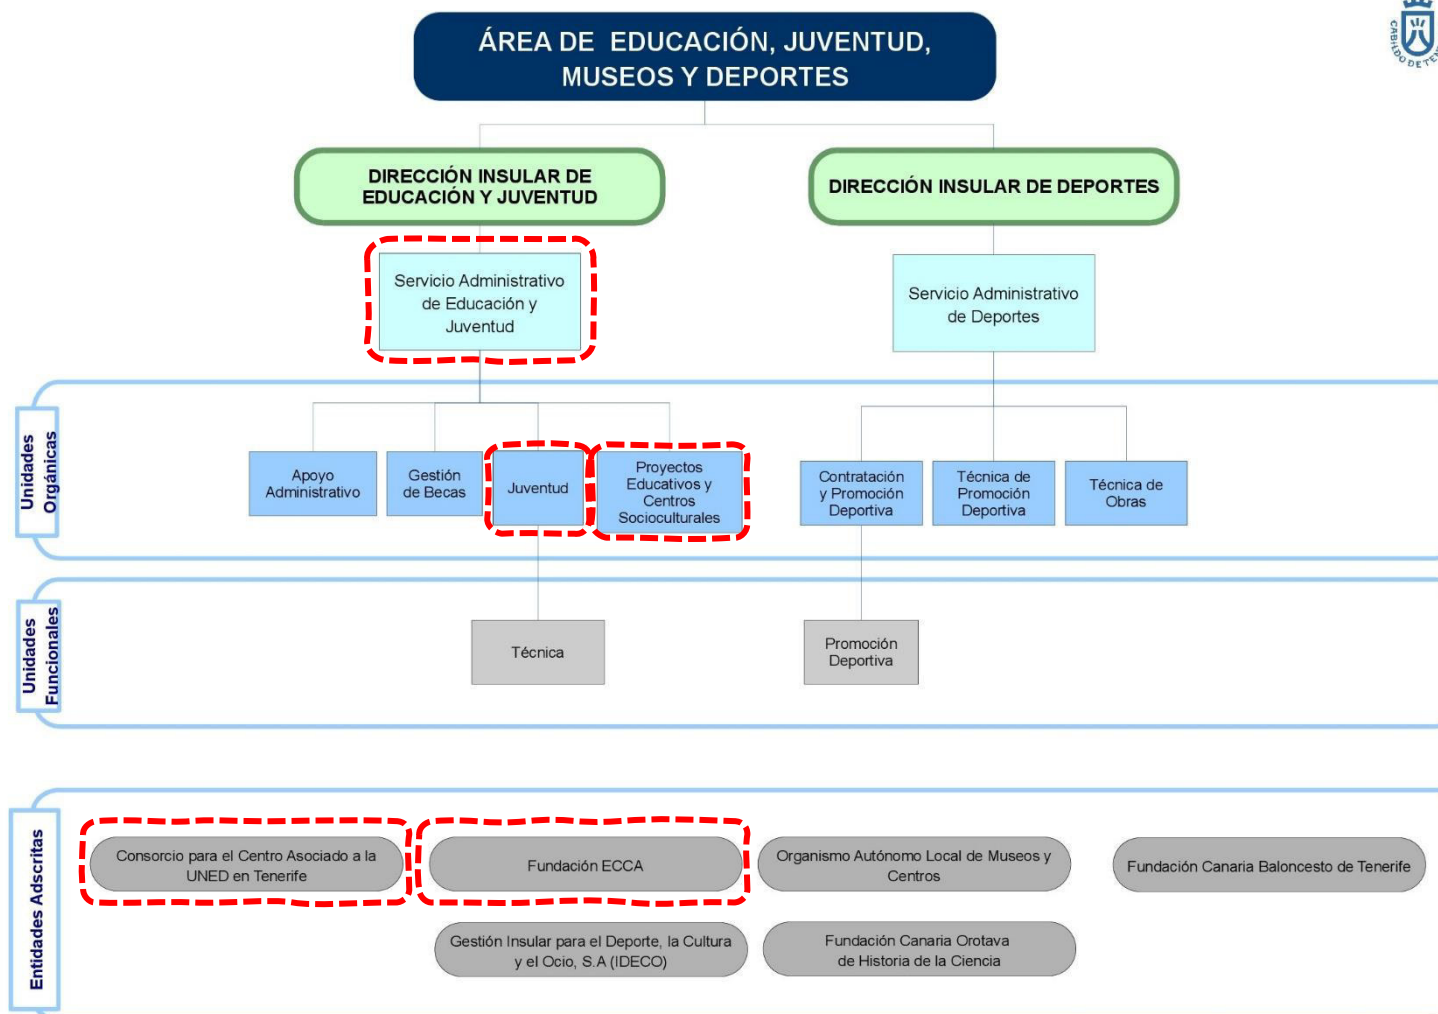 ÁREA DE EDUCACIÓN, JUVENTUD,
MUSEOS Y DEPORTES
CABILDO DE
DIRECCIÓN INSULAR DE
EDUCACIÓN Y JUVENTUD
DIRECCIÓN INSULAR DE DEPORTES
Servicio Administrativo
de Educación y
Juventud
Servicio Administrativo
de Deportes
Unidades
Orgánicas
Apoyo
Administrativo
Gestión
de Becas
Juventud
Proyectos
Educativos y
Centros
Socioculturales
Contratación
y Promoción
Deportiva
Técnica de
Promoción
Deportiva
Técnica de
Obras
Unidades
Funcionales
Técnica
Promoción
Deportiva
Entidades Adscritas
Consorcio para el Centro Asociado a la
UNED en Tenerife
Fundación ECCA
Organismo Autónomo Local de Museos y
Centros
Fundación Canaria Baloncesto de Tenerife
Gestión Insular para el Deporte, la Cultura
y el Ocio, S.A (IDECO)
Fundación Canaria Orotava
de Historia de la Ciencia